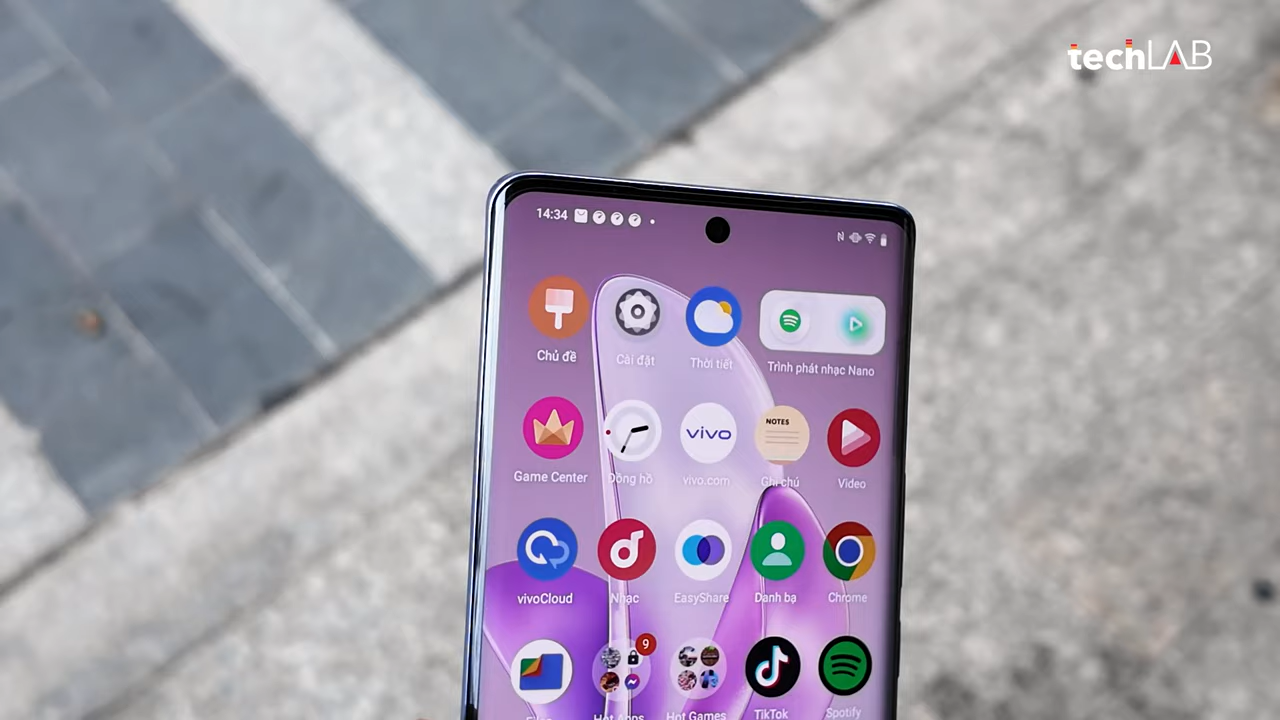 techLAB
14:34
Chủ đề
Cài đặt
Thời tiết
Trình phát nhạc Nano
NOTES
vivo
Game Center
Đồng hồ
vivo.com
Ghi chú
Video
vivoCloud
Nhạc
EasyShare
Danh bạ
Chrome
9
Files
Hot Apps
Hot Games
TikTok
Spotify